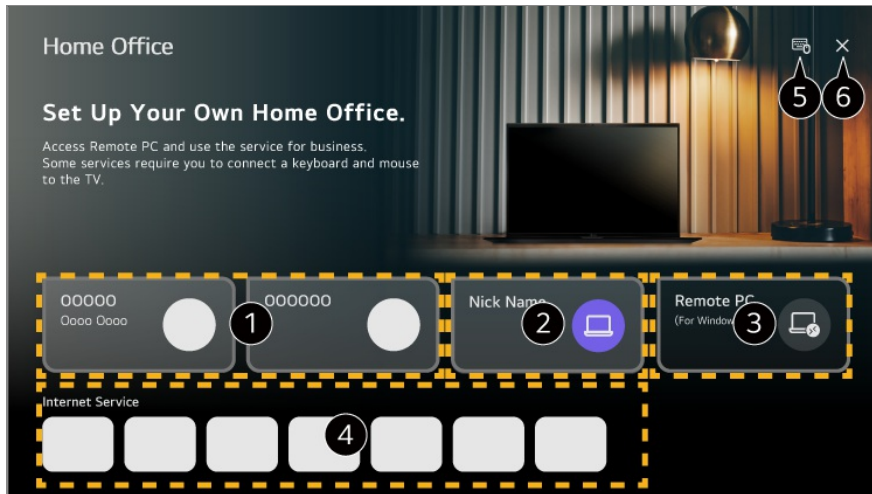 Home Office
5
6
Set Up Your Own Home Office.
Access Remote PC and use the service for business.
Some services require you to connect a keyboard and mouse
to the TV.
OOOOO
Oooo Oooo
1
OOOOOO
Nick Name
2
Remote PC
(For Window
3
Internet Service
4